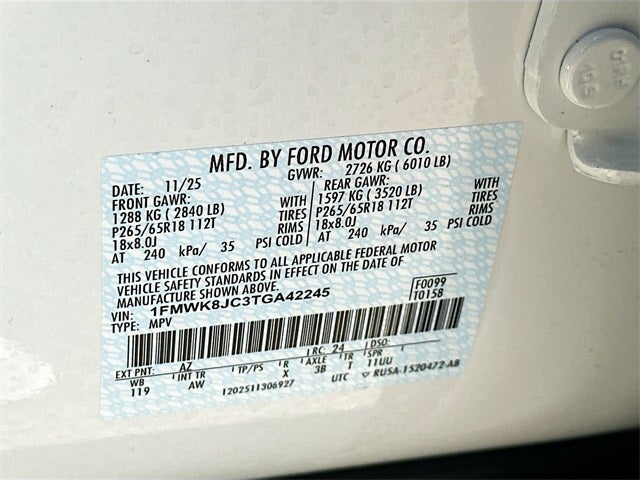 MFD. BY FORD MOTOR CO.
DATE: 11/25 GVWR: 2726 KG ( 6010 LB)
FRONT GAWR: WITH REAR GAWR: WITH
1288 KG ( 2840 LB) TIRES 1597 KG ( 3520 LB) TIRES
P265/65R18 112T RIMS P265/65R18 112T RIMS
18x8.0J PSI COLD 18x8.0J PSI COLD
AT 240 kPa/ 35 AT 240 kPa/ 35
THIS VEHICLE CONFORMS TO ALL APPLICABLE FEDERAL MOTOR
VEHICLE SAFETY STANDARDS IN EFFECT ON THE DATE OF
MANUFACTURE SHOWN ABOVE.
VIN: 1FMWK8JC3TGA42245 F0099
TYPE: MPV T0158
EXT PNT: AZ RC: 24 DSO:
WB INT TR TP/PS R AXLE TR SPR
119 AW X 3B T 11UU
1202511306927 UTC RU5A-1520472-AB